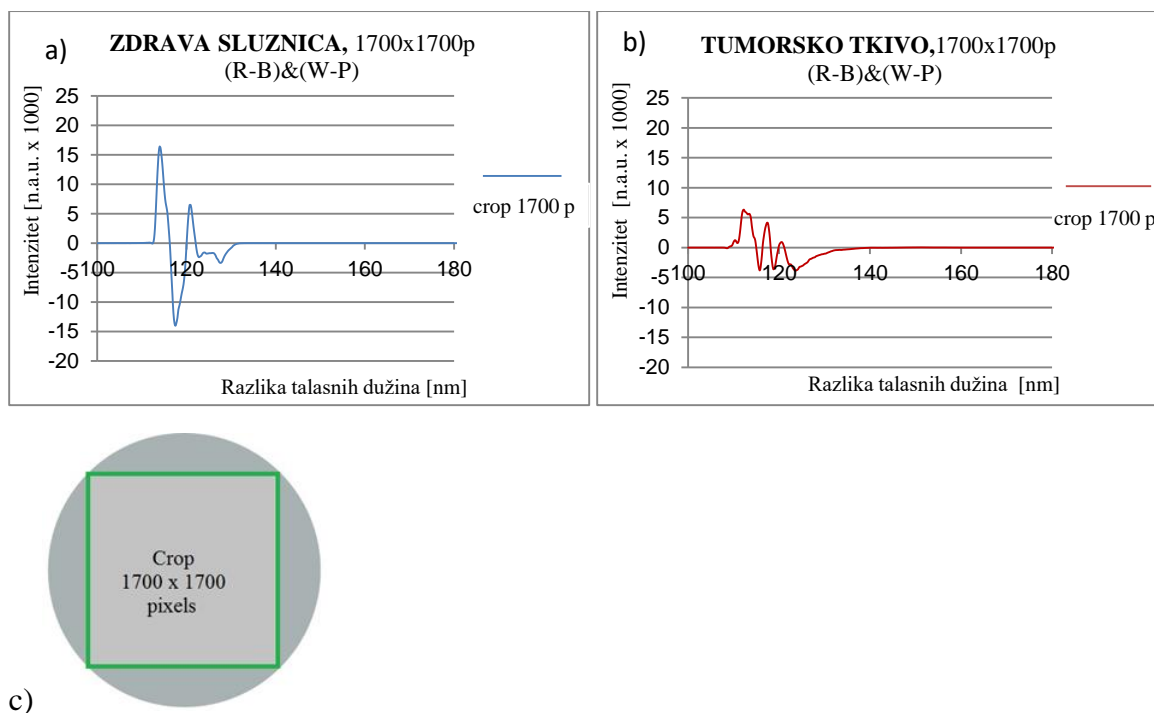 a)
ZDRAVA SLUZNICA, 1700x1700p
(R-B)&(W-P)
Intenzitet [n.a.u. x 1000)
25
20
15
10
5
0
-5
-10
-15
-20
100
120
140
160
180
crop 1700 p
Razlika talasnih dužina [nm]
b)
TUMORSKO TKIVO,1700x1700p
(R-B)&(W-P)
Intenzitet [n.a.u. x 1000)
25
20
15
10
5
0
-5
-10
-15
-20
100
120
140
160
180
crop 1700 p
Razlika talasnih dužina [nm]
Crop
1700 x 1700
pixels
c)